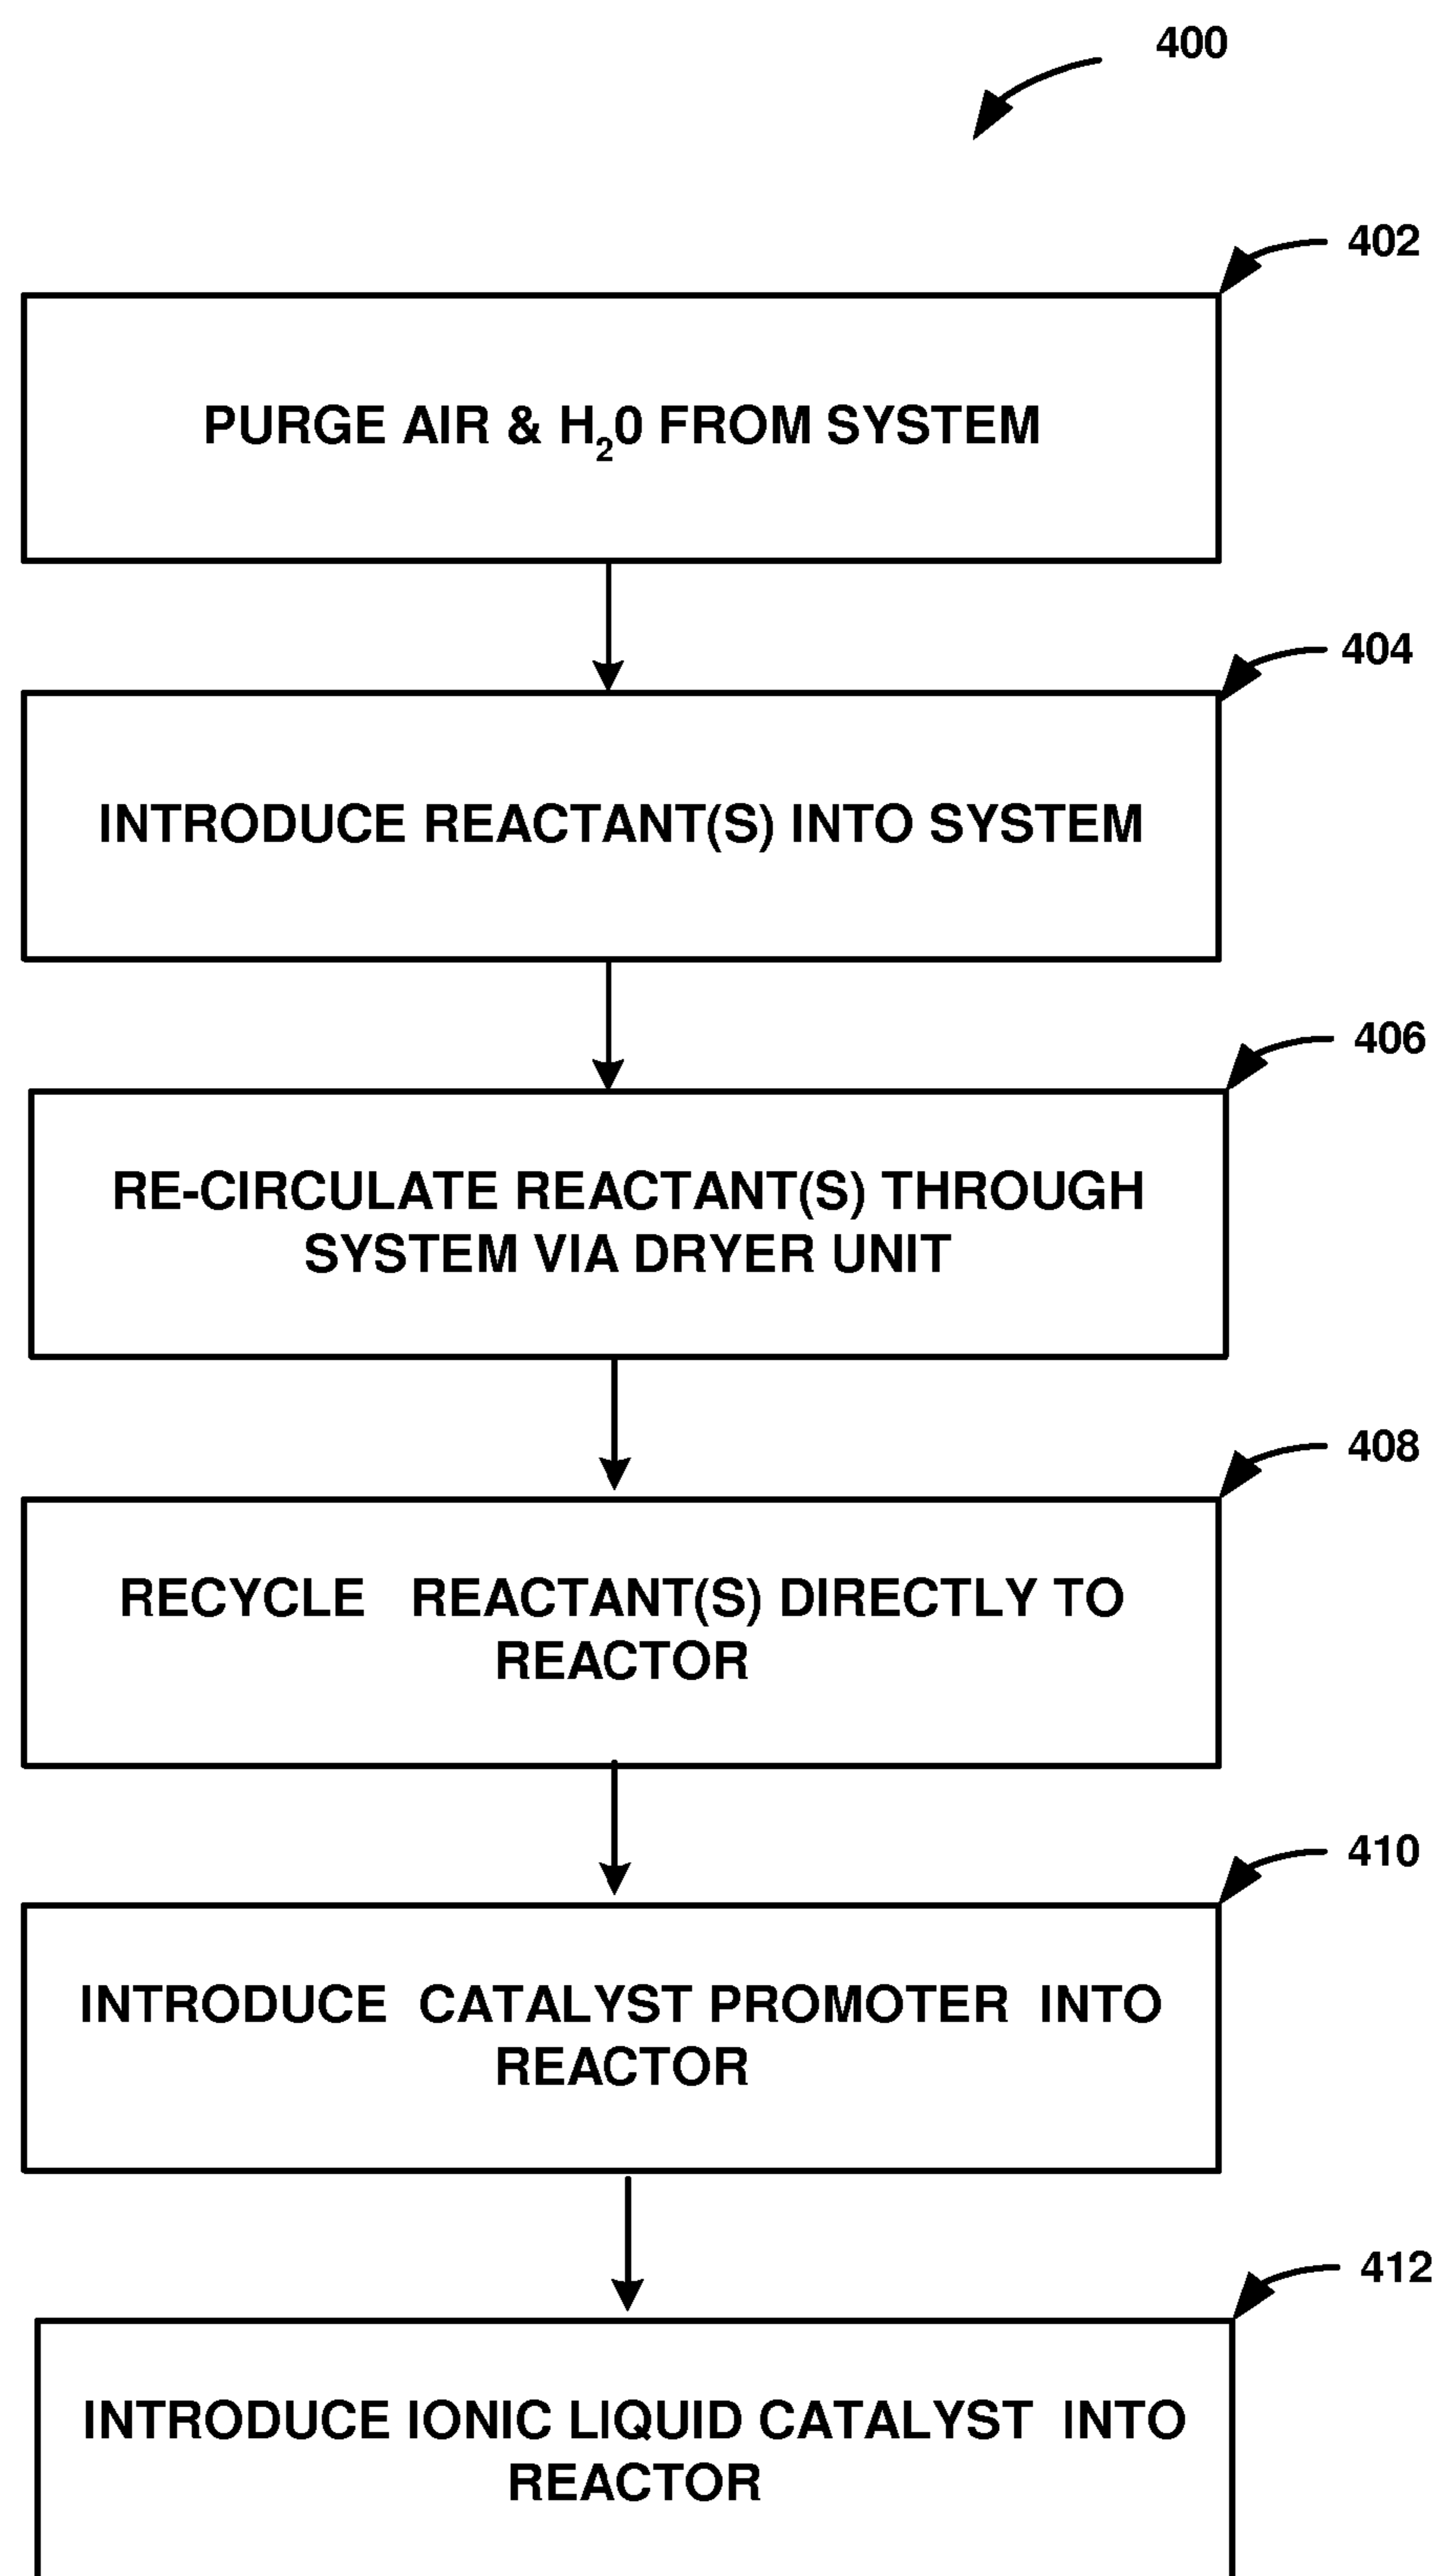 400
402
PURGE AIR & H₂0 FROM SYSTEM
404
INTRODUCE REACTANT(S) INTO SYSTEM
406
RE-CIRCULATE REACTANT(S) THROUGH
SYSTEM VIA DRYER UNIT
408
RECYCLE REACTANT(S) DIRECTLY TO
REACTOR
410
INTRODUCE CATALYST PROMOTER INTO
REACTOR
412
INTRODUCE IONIC LIQUID CATALYST INTO
REACTOR